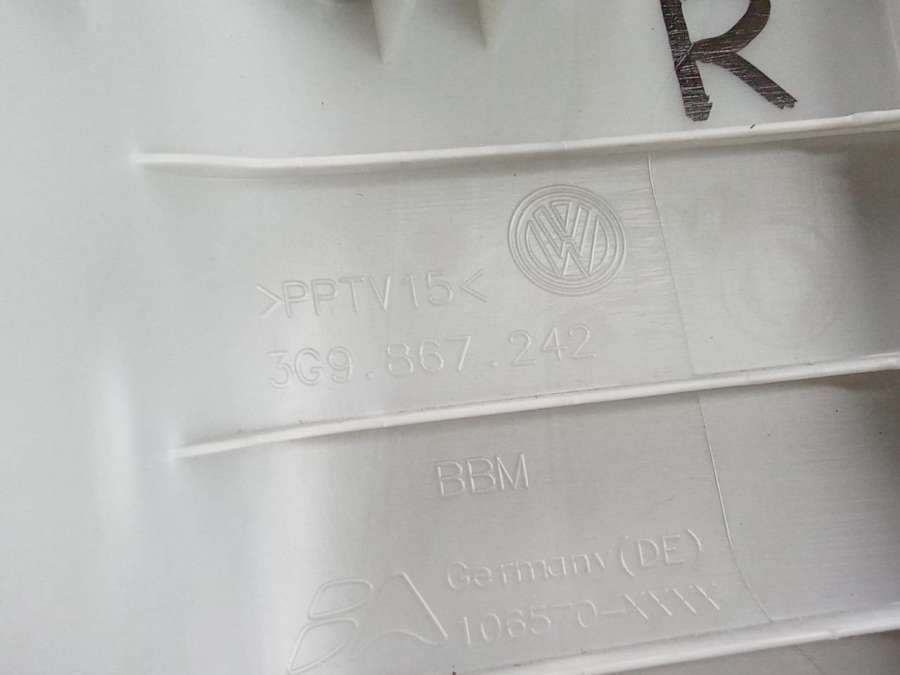 R
>PPTV15<
3G9.867.242
BBM
Germany(DE)
106570-XXXX